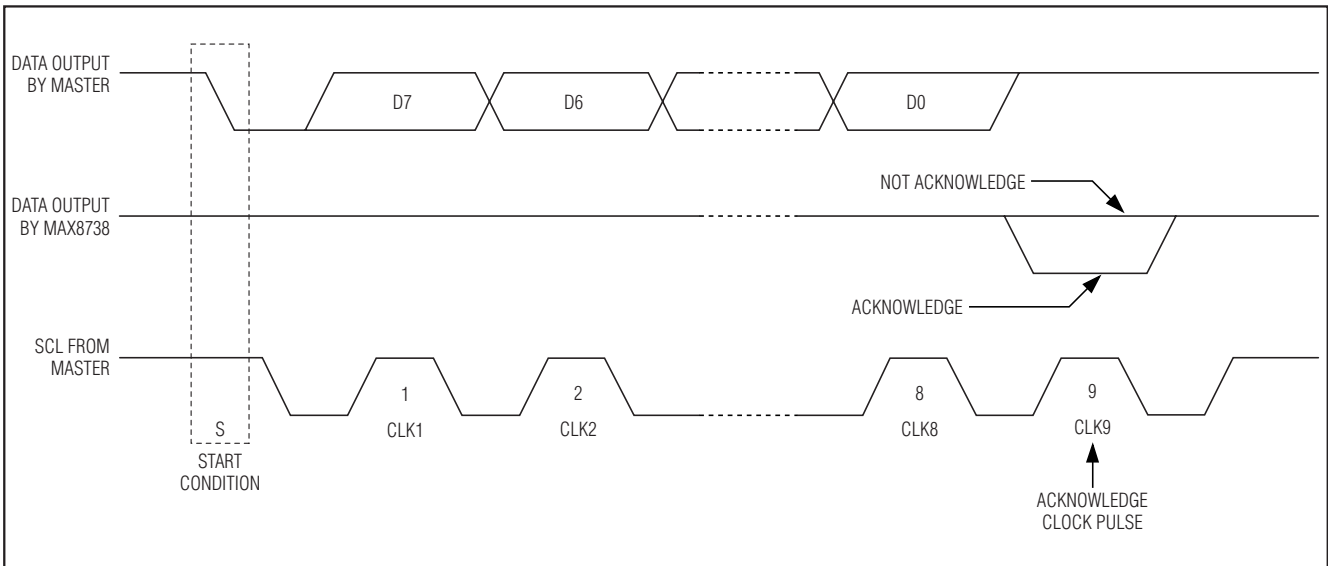 DATA OUTPUT
BY MASTER
D7
D6
D0
NOT ACKNOWLEDGE
DATA OUTPUT
BY MAX8738
ACKNOWLEDGE
SCL FROM
MASTER
1
2
8
9
S
CLK1
CLK2
CLK8
CLK9
START
CONDITION
ACKNOWLEDGE
CLOCK PULSE